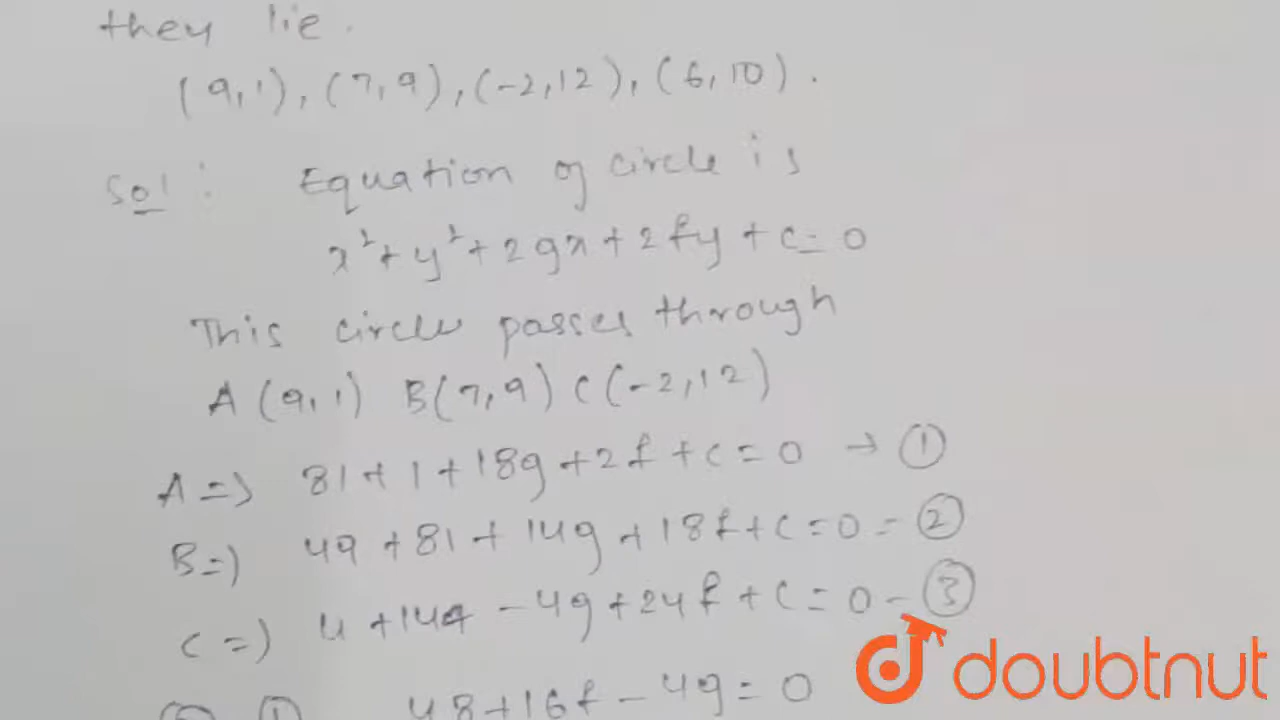 they lie.
(9,1), (7,9), (-2,12), (6,10).
Sol: Equation of circle is
x²+y²+2gx+2fy+c=0
This circle passes through
A(9,1) B(7,9) C(-2,12)
A=) 81+1+18g+2f+c=0 → ①
B=) 49+81+14g+18f+c=0 - ②
C=) 4+144-4g+24f+c=0 - ③
48+16f-4g=0
doubtnut